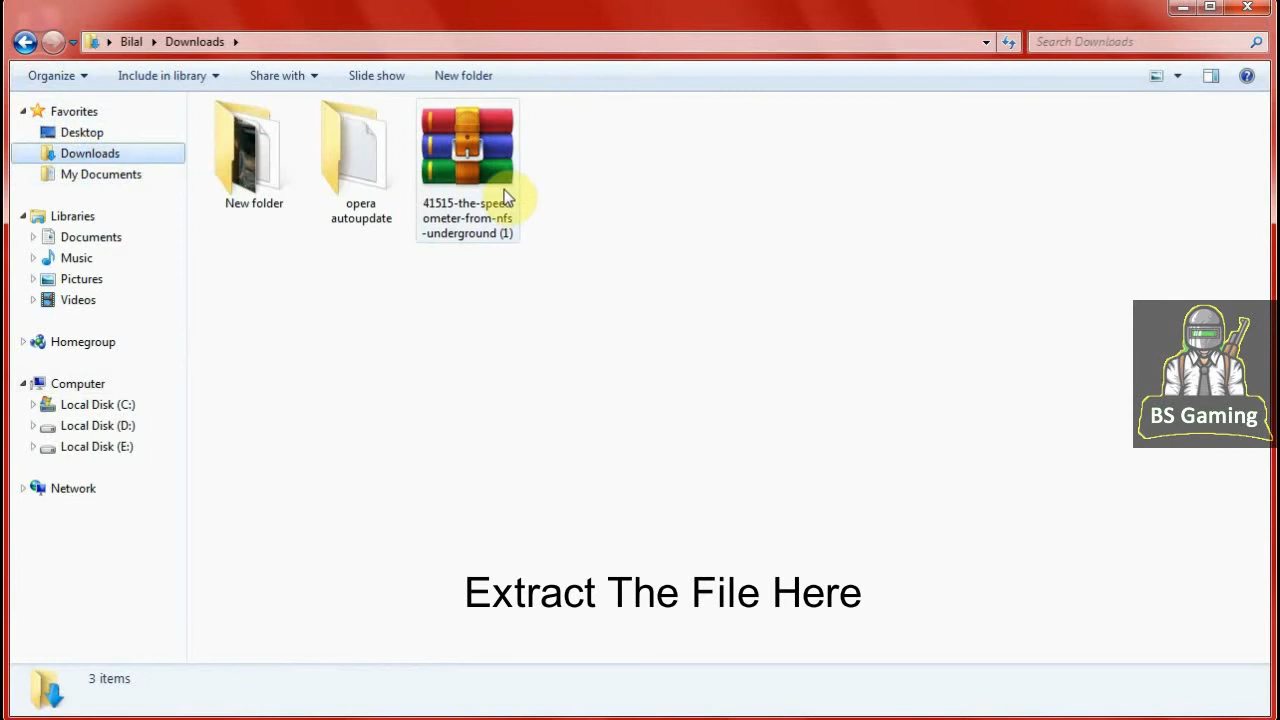 Bilal Downloads
Search Downloads
Organize Include in library Share with Slide show New folder
Favorites
Desktop
Downloads
My Documents
Libraries
Documents
Music
Pictures
Videos
Homegroup
Computer
Local Disk (C:)
Local Disk (D:)
Local Disk (E:)
Network
New folder
opera
autoupdate
41515-the-speed
ometer-from-nfs
-underground (1)
BS Gaming
Extract The File Here
3 items